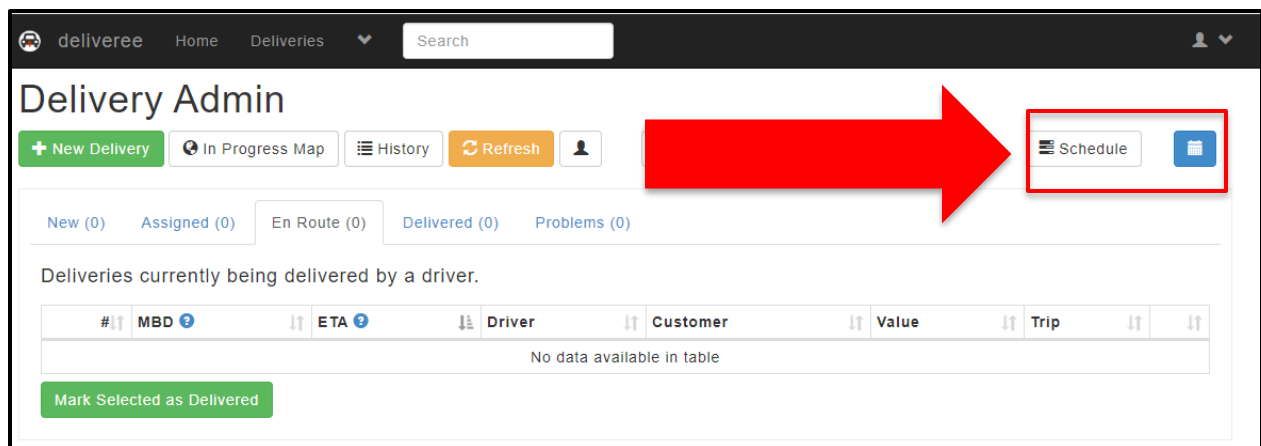 deliveree Home Deliveries Search
Delivery Admin
New Delivery In Progress Map History Refresh Schedule
New (0) Assigned (0) En Route (0) Delivered (0) Problems (0)
Deliveries currently being delivered by a driver.
# MBD ? ETA ? Driver Customer Value Trip
No data available in table
Mark Selected as Delivered